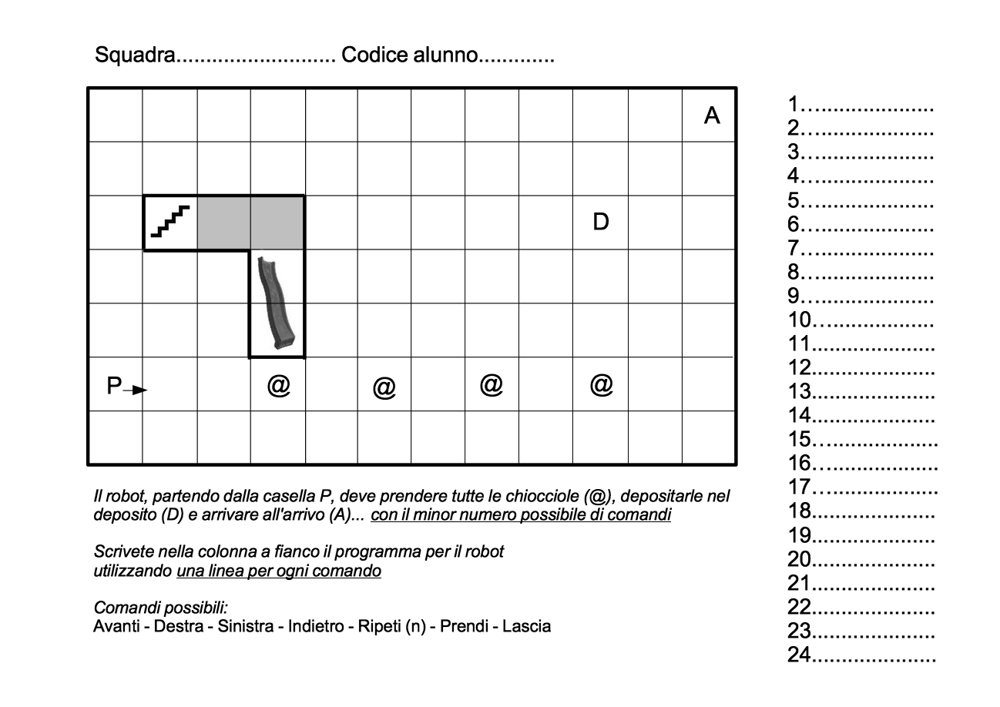 Squadra........................... Codice alunno.............
A
D
P
@ @ @ @
Il robot, partendo dalla casella P, deve prendere tutte le chiocciole (@), depositarle nel
deposito (D) e arrivare all'arrivo (A)... con il minor numero possibile di comandi
Scrivete nella colonna a fianco il programma per il robot
utilizzando una linea per ogni comando
Comandi possibili:
Avanti - Destra - Sinistra - Indietro - Ripeti (n) - Prendi - Lascia
1…...................
2…...................
3…...................
4…...................
5…...................
6…...................
7…...................
8…...................
9…...................
10….................
11....................
12....................
13....................
14....................
15…..................
16…..................
17…..................
18....................
19....................
20....................
21....................
22....................
23....................
24.....................